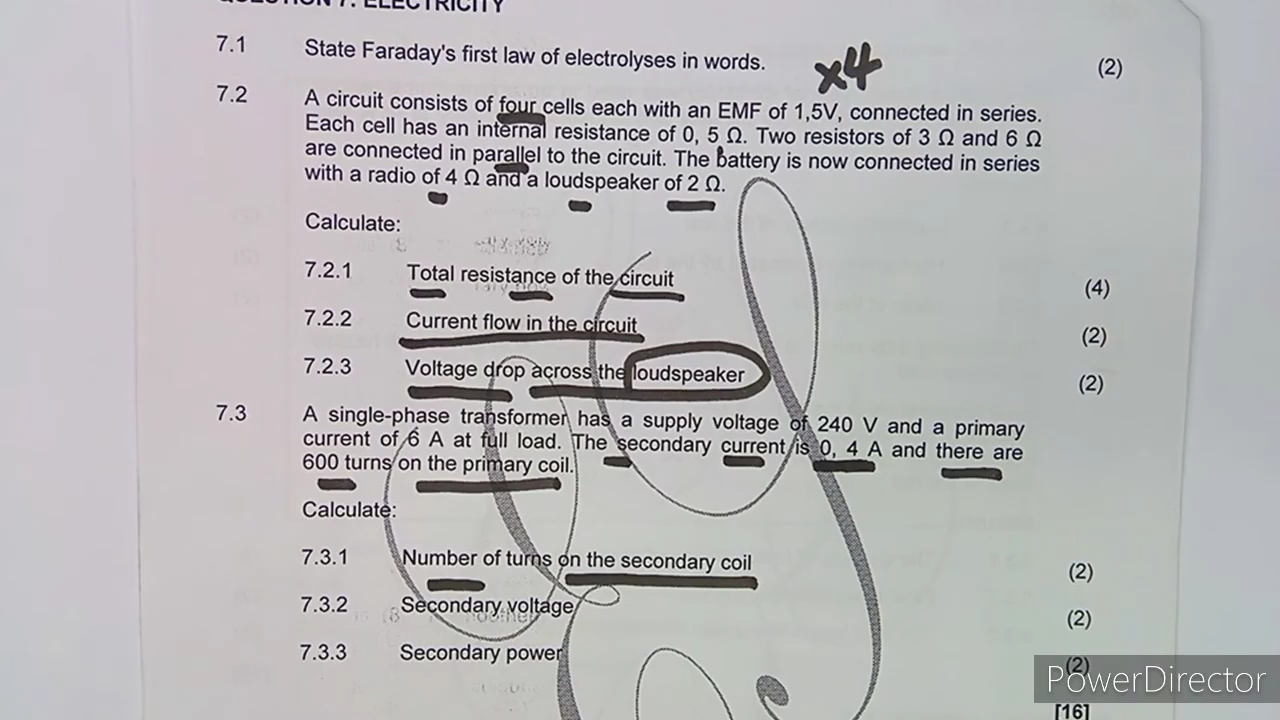 QUESTION 7: ELECTRICITY
7.1 State Faraday's first law of electrolyses in words. (2)
x4
7.2 A circuit consists of four cells each with an EMF of 1,5V, connected in series.
Each cell has an internal resistance of 0, 5 Ω. Two resistors of 3 Ω and 6 Ω
are connected in parallel to the circuit. The battery is now connected in series
with a radio of 4 Ω and a loudspeaker of 2 Ω.
Calculate:
7.2.1 Total resistance of the circuit (4)
7.2.2 Current flow in the circuit (2)
7.2.3 Voltage drop across the loudspeaker (2)
7.3 A single-phase transformer has a supply voltage of 240 V and a primary
current of 6 A at full load. The secondary current is 0, 4 A and there are
600 turns on the primary coil.
Calculate:
7.3.1 Number of turns on the secondary coil (2)
7.3.2 Secondary voltage (2)
7.3.3 Secondary power (2)
PowerDirector
[16]